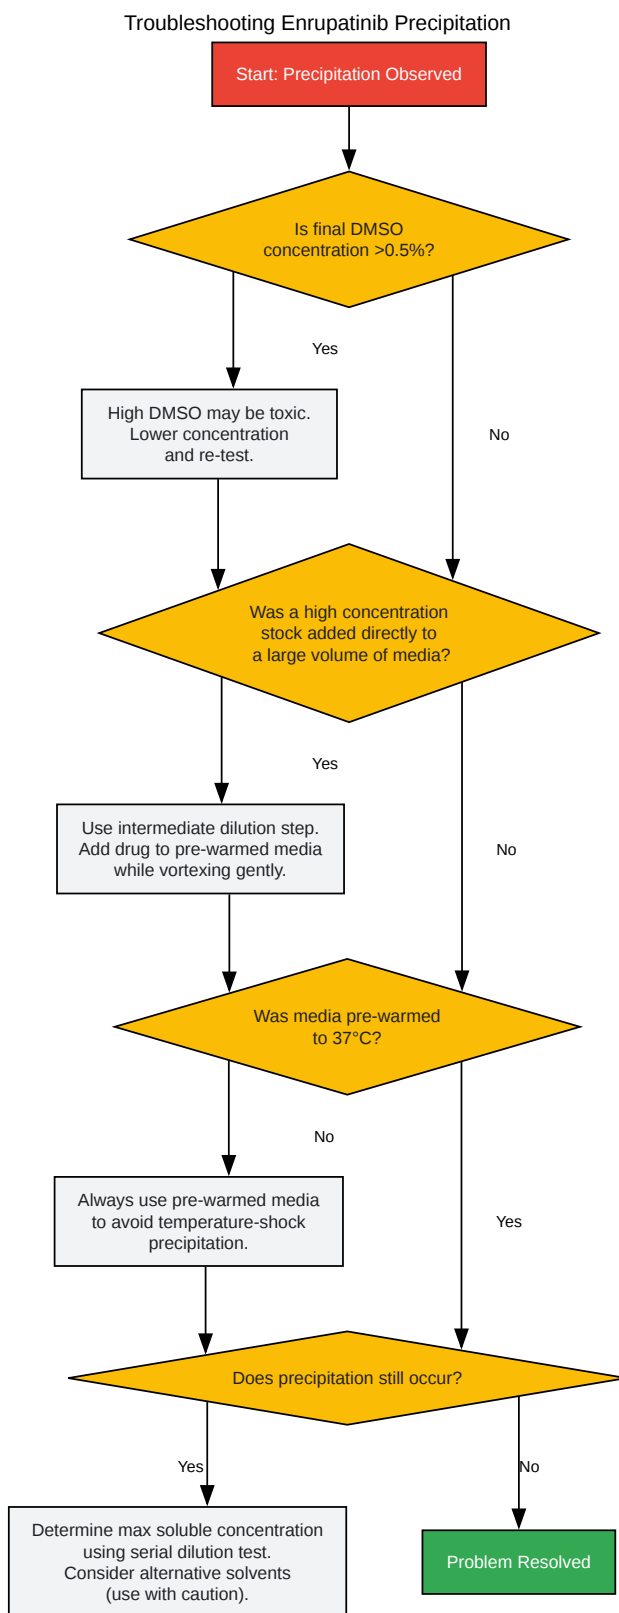 Troubleshooting Enrupatinib Precipitation
Start: Precipitation Observed
Is final DMSO
concentration >0.5%?
Yes
High DMSO may be toxic.
Lower concentration
and re-test.
No
Was a high concentration
stock added directly to
a large volume of media?
Yes
Use intermediate dilution step.
Add drug to pre-warmed media
while vortexing gently.
No
Was media pre-warmed
to 37°C?
No
Always use pre-warmed media
to avoid temperature-shock
precipitation.
Yes
Does precipitation still occur?
Yes
No
Determine max soluble concentration
using serial dilution test.
Consider alternative solvents
(use with caution).
Problem Resolved